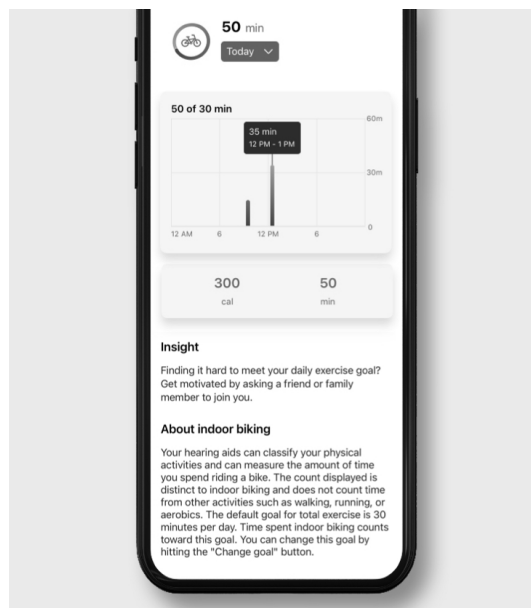 50 min
Today
50 of 30 min
60m
35 min
12 PM - 1 PM
30m
0
12 AM 6 12 PM 6
300 50
cal min
Insight
Finding it hard to meet your daily exercise goal?
Get motivated by asking a friend or family
member to join you.
About indoor biking
Your hearing aids can classify your physical
activities and can measure the amount of time
you spend riding a bike. The count displayed is
distinct to indoor biking and does not count time
from other activities such as walking, running, or
aerobics. The default goal for total exercise is 30
minutes per day. Time spent indoor biking counts
toward this goal. You can change this goal by
hitting the "Change goal" button.